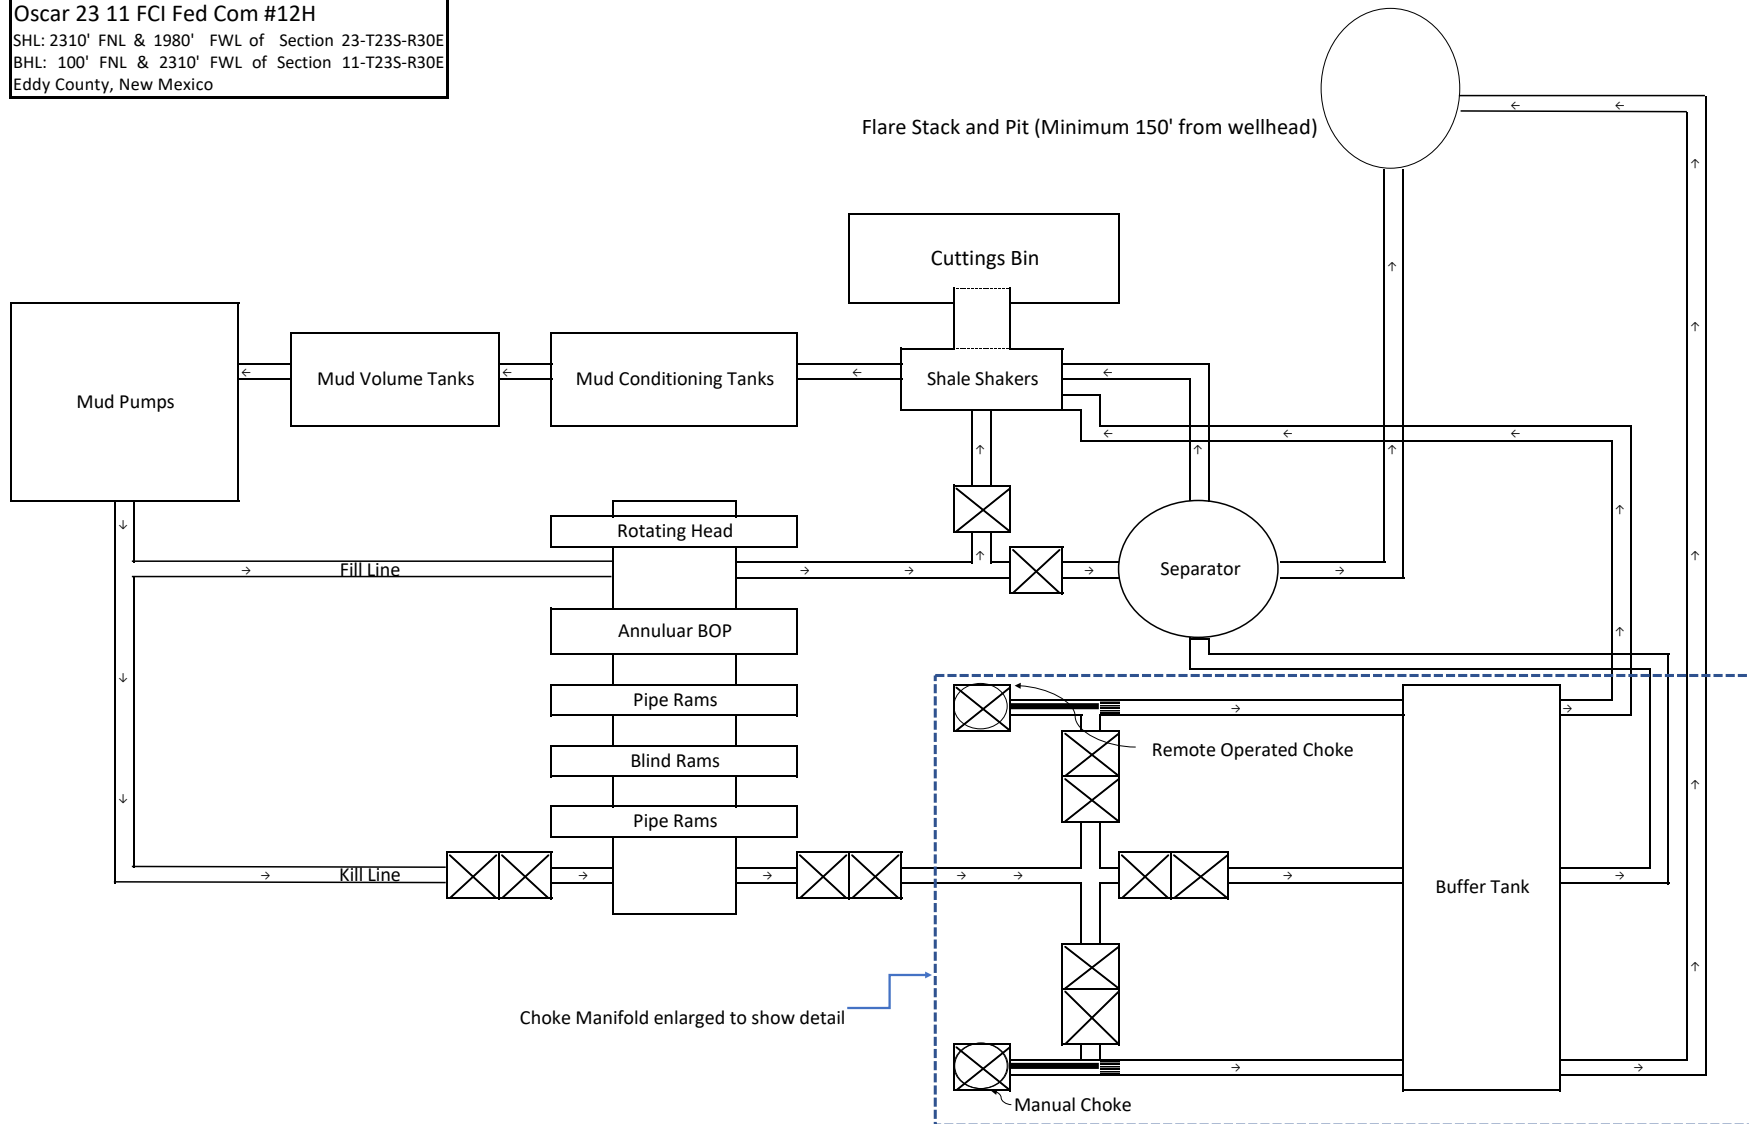 Oscar 23 11 FCI Fed Com #12H
SHL: 2310' FNL & 1980' FWL of Section 23-T23S-R30E
BHL: 100' FNL & 2310' FWL of Section 11-T23S-R30E
Eddy County, New Mexico
Flare Stack and Pit (Minimum 150' from wellhead)
Cuttings Bin
Mud Pumps
Mud Volume Tanks
Mud Conditioning Tanks
Shale Shakers
Rotating Head
Fill Line
Separator
Annuluar BOP
Pipe Rams
Remote Operated Choke
Blind Rams
Pipe Rams
Kill Line
Buffer Tank
Choke Manifold enlarged to show detail
Manual Choke